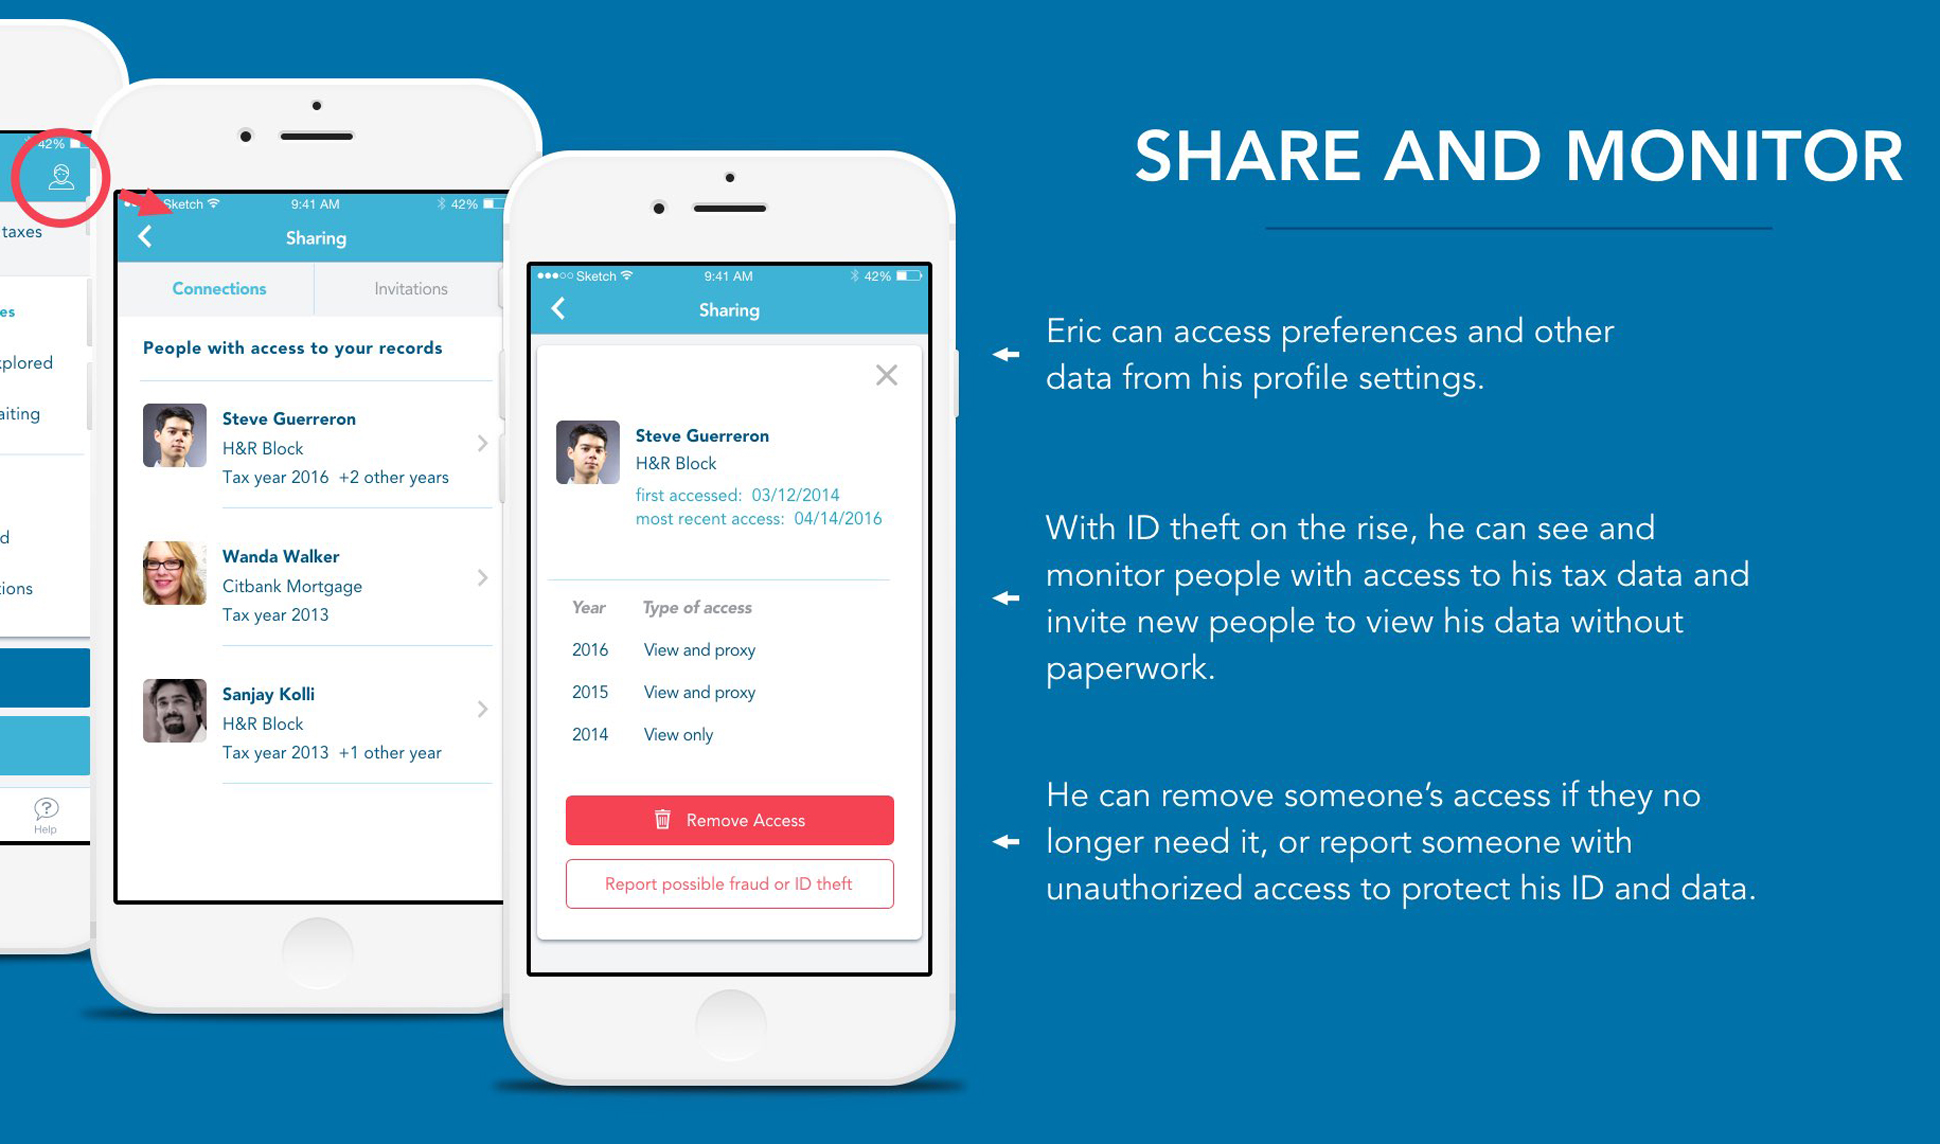 42%
taxes
es
xplored
aiting
d
ions
Help
Sketch 9:41 AM 42%
Sharing
Connections Invitations
People with access to your records
Steve Guerreron
H&R Block
Tax year 2016 +2 other years
Wanda Walker
Citbank Mortgage
Tax year 2013
Sanjay Kolli
H&R Block
Tax year 2013 +1 other year
Sketch 9:41 AM 42%
Sharing
Steve Guerreron
H&R Block
first accessed: 03/12/2014
most recent access: 04/14/2016
Year Type of access
2016 View and proxy
2015 View and proxy
2014 View only
Remove Access
Report possible fraud or ID theft
SHARE AND MONITOR
Eric can access preferences and other
data from his profile settings.
With ID theft on the rise, he can see and
monitor people with access to his tax data and
invite new people to view his data without
paperwork.
He can remove someone’s access if they no
longer need it, or report someone with
unauthorized access to protect his ID and data.